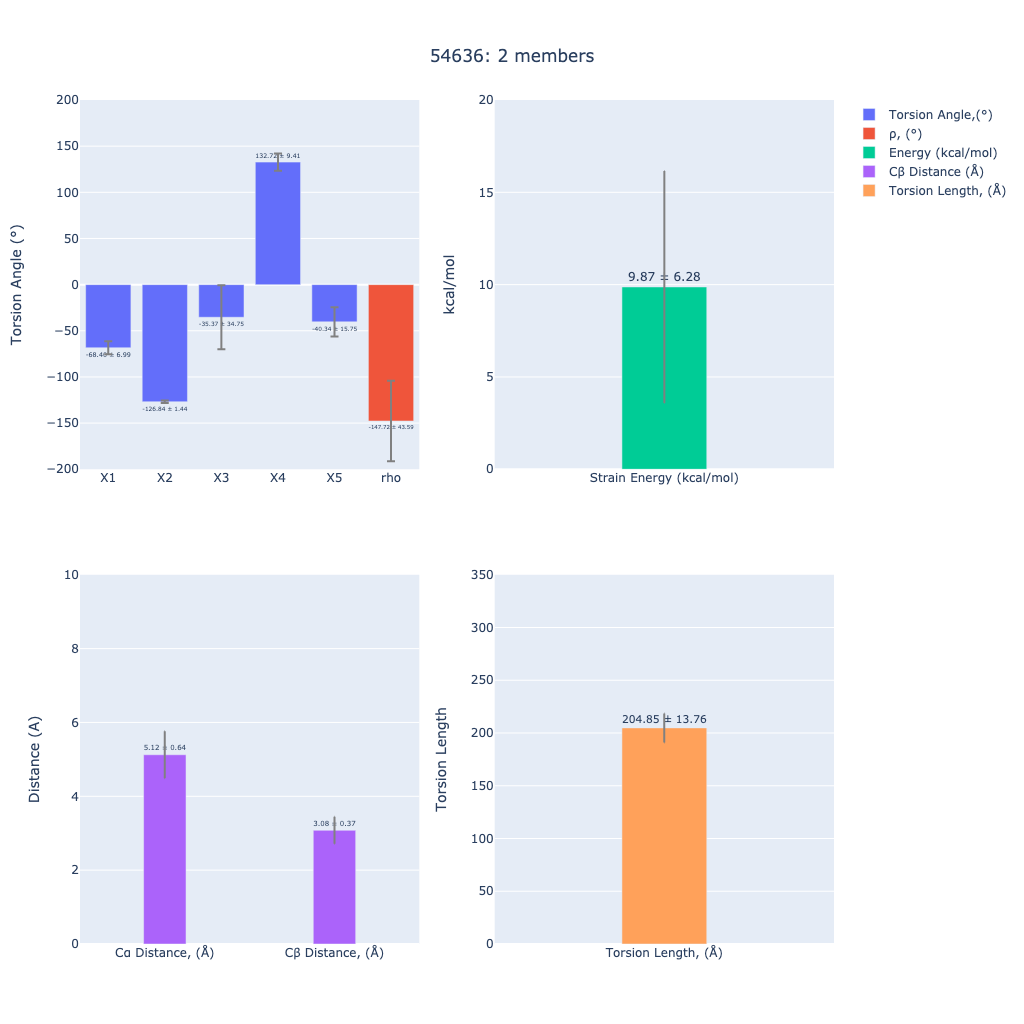 54636: 2 members
Torsion Angle (°)
200
150
100
50
0
−50
−100
−150
−200
132.72 ± 9.41
-35.37 ± 34.75
-40.34 ± 15.75
± 6.99
-126.84 ± 1.44
-147.72 ± 43.59
X1 X2 X3 X4 X5 rho
kcal/mol
20
15
10
5
0
9.87 ± 6.28
Strain Energy (kcal/mol)
Torsion Angle,(°)
ρ, (°)
Energy (kcal/mol)
Cβ Distance (Å)
Torsion Length, (Å)
Distance (A)
10
8
6
4
2
0
5.12 ± 0.64
3.08 ± 0.37
Cα Distance, (Å) Cβ Distance, (Å)
Torsion Length
350
300
250
200
150
100
50
0
204.85 ± 13.76
Torsion Length, (Å)